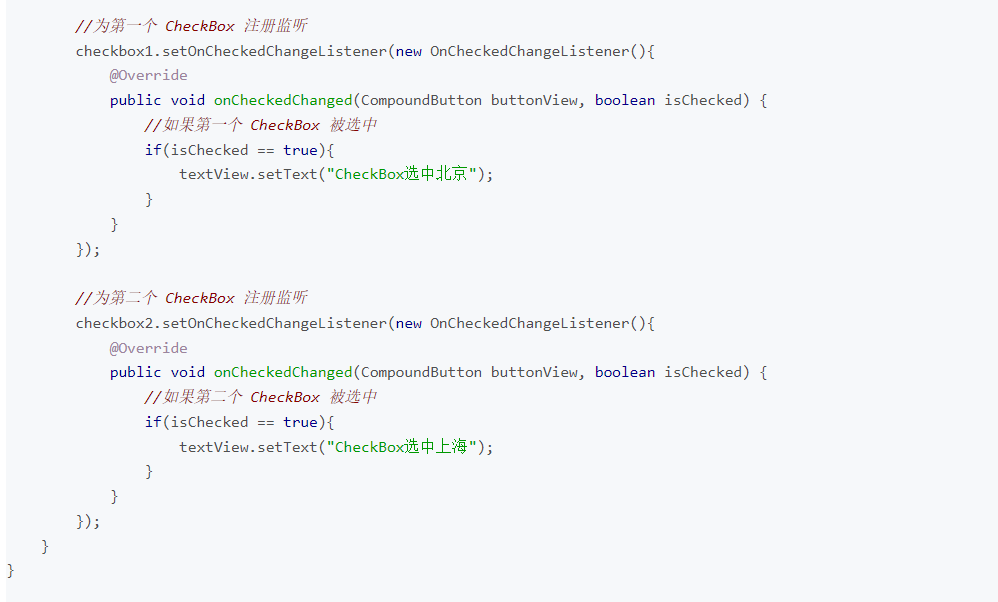 //为第一个 CheckBox 注册监听
checkbox1.setOnCheckedChangeListener(new OnCheckedChangeListener(){
@Override
public void onCheckedChanged(CompoundButton buttonView, boolean isChecked) {
//如果第一个 CheckBox 被选中
if(isChecked == true){
textView.setText("CheckBox选中北京");
}
}
});
//为第二个 CheckBox 注册监听
checkbox2.setOnCheckedChangeListener(new OnCheckedChangeListener(){
@Override
public void onCheckedChanged(CompoundButton buttonView, boolean isChecked) {
//如果第二个 CheckBox 被选中
if(isChecked == true){
textView.setText("CheckBox选中上海");
}
}
});
}
}